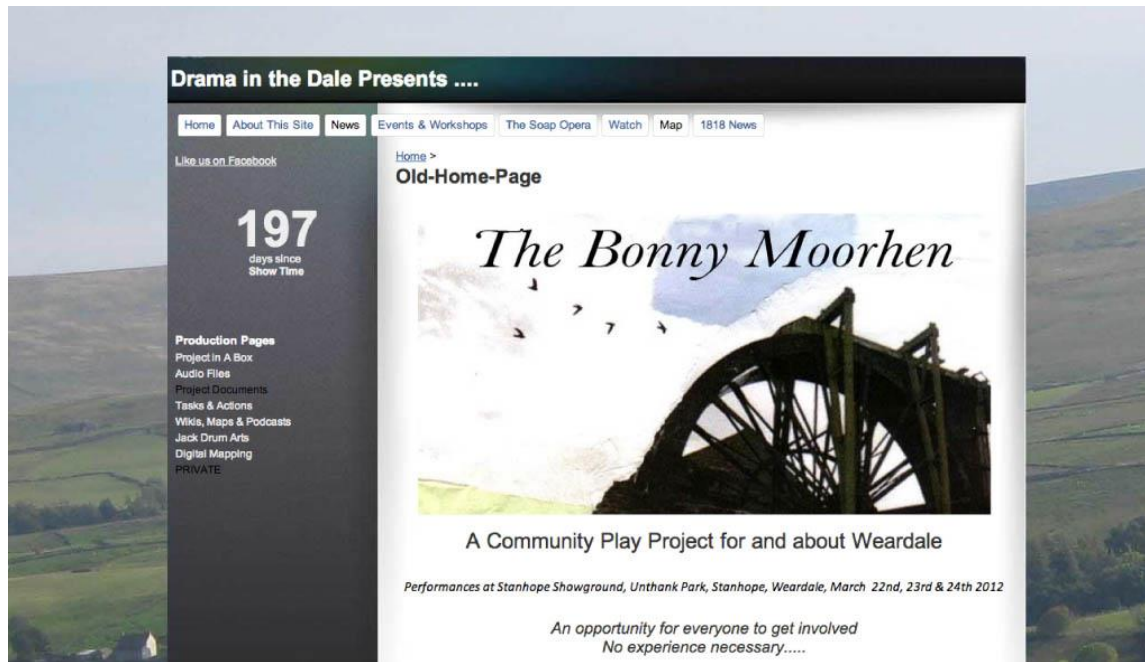 Drama in the Dale Presents ....
Home About This Site News Events & Workshops The Soap Opera Watch Map 1818 News
Like us on Facebook
197
days since
Show Time
Production Pages
Project in A Box
Audio Files
Project Documents
Tasks & Actions
Wikis, Maps & Podcasts
Jack Drum Arts
Digital Mapping
PRIVATE
Home >
Old-Home-Page
The Bonny Moorhen
A Community Play Project for and about Weardale
Performances at Stanhope Showground, Unthank Park, Stanhope, Weardale, March 22nd, 23rd & 24th 2012
An opportunity for everyone to get involved
No experience necessary.....